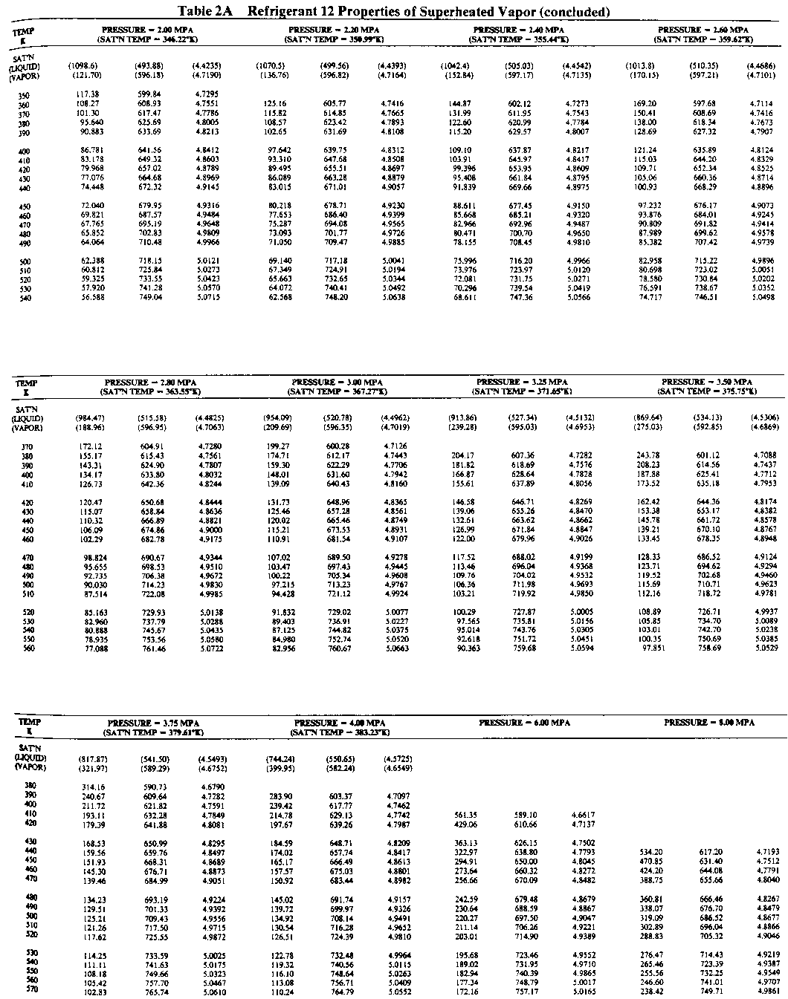 Table 2A Refrigerant 12 Properties of Superheated Vapor (concluded)
TEMP K PRESSURE = 2.00 MPA PRESSURE = 2.20 MPA PRESSURE = 2.40 MPA PRESSURE = 2.60 MPA
(SAT'N TEMP = 346.22°K) (SAT'N TEMP = 350.99°K) (SAT'N TEMP = 355.44°K) (SAT'N TEMP = 359.62°K)
SAT'N
(LIQUID) (1098.6) (493.88) (4.4235) (1070.5) (499.56) (4.4393) (1042.4) (505.03) (4.4542) (1013.8) (510.35) (4.4686)
(VAPOR) (121.70) (596.18) (4.7190) (136.76) (596.82) (4.7164) (152.84) (597.17) (4.7135) (170.15) (597.21) (4.7101)
350 117.38 599.84 4.7295
360 108.27 608.93 4.7551 125.16 605.77 4.7416 144.87 602.12 4.7273 169.20 597.68 4.7114
370 101.30 617.47 4.7786 115.82 614.85 4.7665 131.99 611.95 4.7543 150.41 608.69 4.7416
380 95.640 625.69 4.8005 108.57 623.42 4.7893 122.60 620.99 4.7784 138.00 618.34 4.7673
390 90.883 633.69 4.8213 102.65 631.69 4.8108 115.20 629.57 4.8007 128.69 627.32 4.7907
400 86.781 641.56 4.8412 97.642 639.75 4.8312 109.10 637.87 4.8217 121.24 635.89 4.8124
410 83.178 649.32 4.8603 93.310 647.68 4.8508 103.91 645.97 4.8417 115.03 644.20 4.8329
420 79.968 657.02 4.8789 89.495 655.51 4.8697 99.396 653.95 4.8609 109.71 652.34 4.8525
430 77.076 664.68 4.8969 86.089 663.28 4.8879 95.408 661.84 4.8795 105.06 660.36 4.8714
440 74.448 672.32 4.9145 83.015 671.01 4.9057 91.839 669.66 4.8975 100.93 668.29 4.8896
450 72.040 679.95 4.9316 80.218 678.71 4.9230 88.611 677.45 4.9150 97.232 676.17 4.9073
460 69.821 687.57 4.9484 77.653 686.40 4.9399 85.668 685.21 4.9320 93.876 684.01 4.9245
470 67.765 695.19 4.9648 75.287 694.08 4.9565 82.966 692.96 4.9487 90.809 691.82 4.9414
480 65.852 702.83 4.9809 73.093 701.77 4.9726 80.471 700.70 4.9650 87.989 699.62 4.9578
490 64.064 710.48 4.9966 71.050 709.47 4.9885 78.155 708.45 4.9810 85.382 707.42 4.9739
500 62.388 718.15 5.0121 69.140 717.18 5.0041 75.996 716.20 4.9966 82.958 715.22 4.9896
510 60.812 725.84 5.0273 67.349 724.91 5.0194 73.976 723.97 5.0120 80.698 723.02 5.0051
520 59.325 733.55 5.0423 65.663 732.65 5.0344 72.081 731.75 5.0271 78.580 730.84 5.0202
530 57.920 741.28 5.0570 64.072 740.41 5.0492 70.296 739.54 5.0419 76.591 738.67 5.0352
540 56.588 749.04 5.0715 62.568 748.20 5.0638 68.611 747.36 5.0566 74.717 746.51 5.0498
TEMP K PRESSURE = 2.80 MPA PRESSURE = 3.00 MPA PRESSURE = 3.25 MPA PRESSURE = 3.50 MPA
(SAT'N TEMP = 363.55°K) (SAT'N TEMP = 367.27°K) (SAT'N TEMP = 371.65°K) (SAT'N TEMP = 375.75°K)
SAT'N
(LIQUID) (984.47) (515.58) (4.4825) (954.09) (520.78) (4.4962) (913.86) (527.34) (4.5132) (869.64) (534.13) (4.5306)
(VAPOR) (188.96) (596.95) (4.7063) (209.69) (596.35) (4.7019) (239.28) (595.03) (4.6953) (275.03) (592.85) (4.6869)
370 172.12 604.91 4.7280 199.27 600.28 4.7126
380 155.17 615.43 4.7561 174.71 612.17 4.7443 204.17 607.36 4.7282 243.78 601.12 4.7088
390 143.31 624.90 4.7807 159.30 622.29 4.7706 181.82 618.69 4.7576 208.23 614.56 4.7437
400 134.17 633.80 4.8032 148.01 631.60 4.7942 166.87 628.64 4.7828 187.88 625.41 4.7712
410 126.73 642.36 4.8244 139.09 640.43 4.8160 155.61 637.89 4.8056 173.52 635.18 4.7953
420 120.47 650.68 4.8444 131.73 648.96 4.8365 146.58 646.71 4.8269 162.42 644.36 4.8174
430 115.07 658.84 4.8636 125.46 657.28 4.8561 139.06 655.26 4.8470 153.38 653.17 4.8382
440 110.32 666.89 4.8821 120.02 665.46 4.8749 132.61 663.62 4.8662 145.78 661.72 4.8578
450 106.09 674.86 4.9000 115.21 673.53 4.8931 126.99 671.84 4.8847 139.21 670.10 4.8767
460 102.29 682.78 4.9175 110.91 681.54 4.9107 122.00 679.96 4.9026 133.45 678.35 4.8948
470 98.824 690.67 4.9344 107.02 689.50 4.9278 117.52 688.02 4.9199 128.33 686.52 4.9124
480 95.655 698.53 4.9510 103.47 697.43 4.9445 113.46 696.04 4.9368 123.71 694.62 4.9294
490 92.735 706.38 4.9672 100.22 705.34 4.9608 109.76 704.02 4.9532 119.52 702.68 4.9460
500 90.030 714.23 4.9830 97.215 713.23 4.9767 106.36 711.98 4.9693 115.69 710.71 4.9623
510 87.514 722.08 4.9985 94.428 721.12 4.9924 103.21 719.92 4.9850 112.16 718.72 4.9781
520 85.163 729.93 5.0138 91.832 729.02 5.0077 100.29 727.87 5.0005 108.89 726.71 4.9937
530 82.960 737.79 5.0288 89.403 736.91 5.0227 97.565 735.81 5.0156 105.85 734.70 5.0089
540 80.888 745.67 5.0435 87.125 744.82 5.0375 95.014 743.76 5.0305 103.01 742.70 5.0238
550 78.935 753.56 5.0580 84.980 752.74 5.0520 92.618 751.72 5.0451 100.35 750.69 5.0385
560 77.088 761.46 5.0722 82.956 760.67 5.0663 90.363 759.68 5.0594 97.851 758.69 5.0529
TEMP K PRESSURE = 3.75 MPA PRESSURE = 4.00 MPA PRESSURE = 6.00 MPA PRESSURE = 8.00 MPA
(SAT'N TEMP = 379.61°K) (SAT'N TEMP = 383.23°K)
SAT'N
(LIQUID) (817.87) (541.50) (4.5493) (744.24) (550.65) (4.5725)
(VAPOR) (321.97) (589.29) (4.6752) (399.95) (582.24) (4.6549)
380 314.16 590.73 4.6790
390 240.67 609.64 4.7282 283.90 603.37 4.7097
400 211.72 621.82 4.7591 239.42 617.77 4.7462
410 193.11 632.28 4.7849 214.78 629.13 4.7742 561.35 589.10 4.6617
420 179.39 641.88 4.8081 197.67 639.26 4.7987 429.06 610.66 4.7137
430 168.53 650.99 4.8295 184.59 648.71 4.8209 363.13 626.15 4.7502
440 159.56 659.76 4.8497 174.02 657.74 4.8417 322.97 638.80 4.7793 534.20 617.20 4.7193
450 151.93 668.31 4.8689 165.17 666.49 4.8613 294.91 650.00 4.8045 470.85 631.40 4.7512
460 145.30 676.71 4.8873 157.57 675.03 4.8801 273.64 660.32 4.8272 424.20 644.08 4.7791
470 139.46 684.99 4.9051 150.92 683.44 4.8982 256.66 670.09 4.8482 388.75 655.66 4.8040
480 134.23 693.19 4.9224 145.02 691.74 4.9157 242.59 679.48 4.8679 360.81 666.46 4.8267
490 129.51 701.33 4.9392 139.72 699.97 4.9326 230.64 688.59 4.8867 338.07 676.70 4.8479
500 125.21 709.43 4.9556 134.92 708.14 4.9491 220.27 697.50 4.9047 319.09 686.52 4.8677
510 121.26 717.50 4.9715 130.54 716.28 4.9652 211.14 706.26 4.9221 302.89 696.04 4.8866
520 117.62 725.55 4.9872 126.51 724.39 4.9810 203.01 714.90 4.9389 288.83 705.32 4.9046
530 114.25 733.59 5.0025 122.78 732.48 4.9964 195.68 723.46 4.9552 276.47 714.43 4.9219
540 111.11 741.63 5.0175 119.32 740.56 5.0115 189.02 731.95 4.9710 265.46 723.39 4.9387
550 108.18 749.66 5.0323 116.10 748.64 5.0263 182.94 740.39 4.9865 255.56 732.25 4.9549
560 105.42 757.70 5.0467 113.08 756.71 5.0409 177.34 748.79 5.0017 246.60 741.01 4.9707
570 102.83 765.74 5.0610 110.24 764.79 5.0552 172.16 757.17 5.0165 238.42 749.71 4.9861